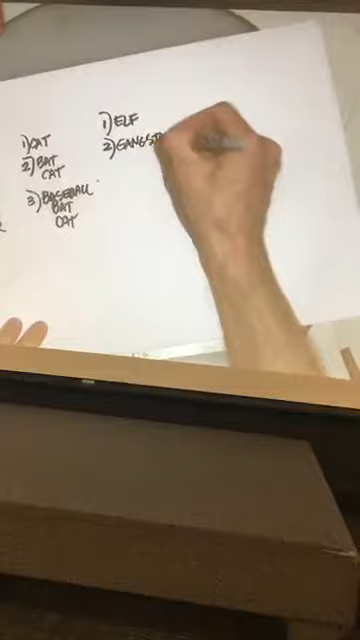 1) CAT
2) BAT
CAT
3) BASEBALL
BAT
CAT
1) ELF
2) GANGST